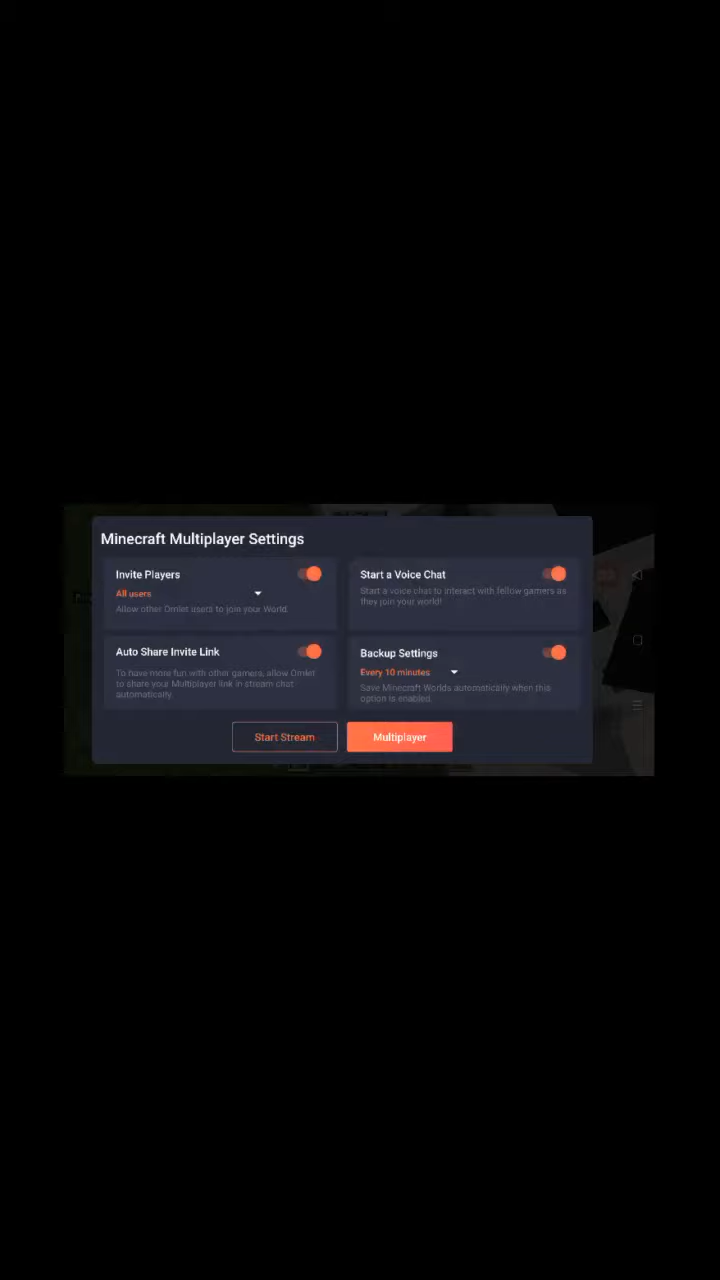 Minecraft Multiplayer Settings
Invite Players
All users
Allow other Omlet users to join your World.
Start a Voice Chat
Start a voice chat to interact with fellow gamers as
they join your world!
Auto Share Invite Link
To have more fun with other gamers, allow Omlet
to share your Multiplayer link in stream chat
automatically.
Backup Settings
Every 10 minutes
Save Minecraft Worlds automatically when this
option is enabled.
Start Stream
Multiplayer